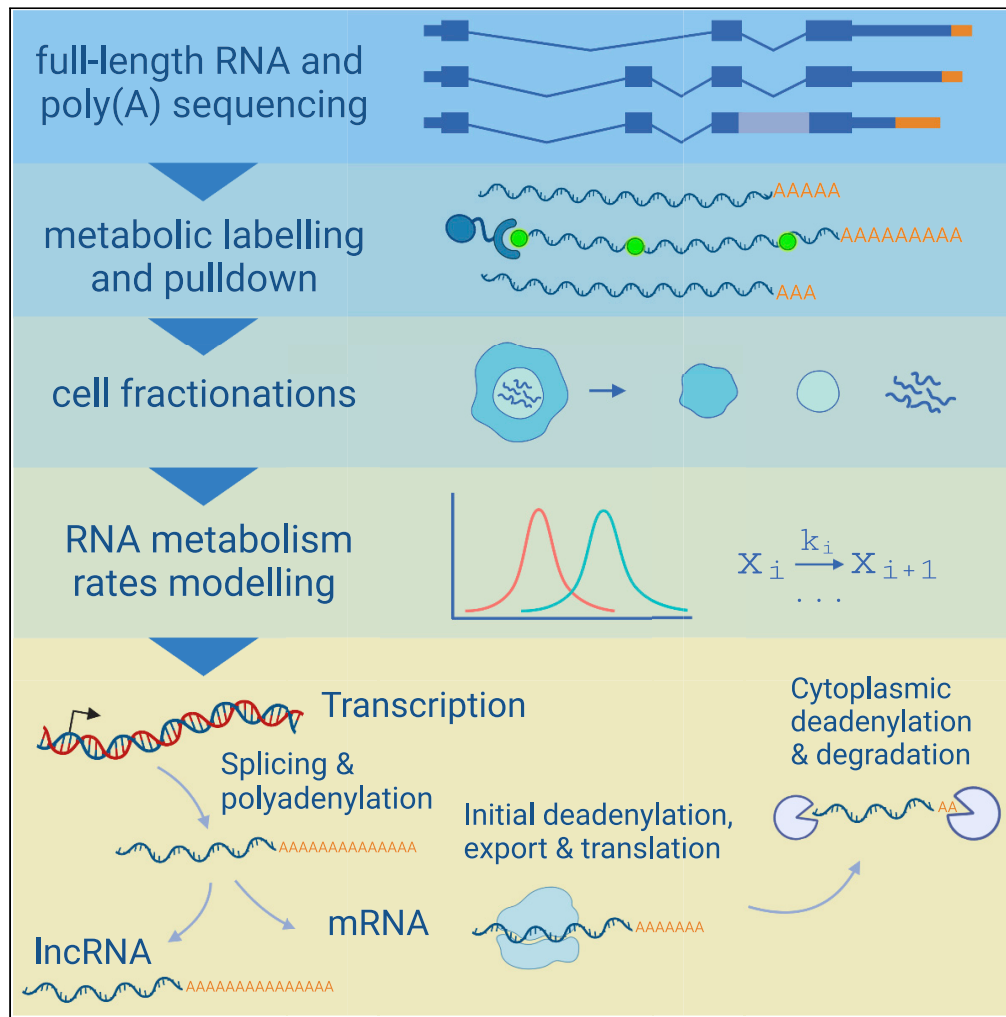 full-length RNA and
poly(A) sequencing
metabolic labelling
and pulldown
AAAAA
AAAAAAAAA
AAA
cell fractionations
RNA metabolism
rates modelling
x i k i x i+1
...
Transcription
Splicing &
polyadenylation
AAAAAAAAAAAAAA
lncRNA
AAAAAAAAAAAAAAA
mRNA
Initial deadenylation,
export & translation
AAAAAAA
Cytoplasmic
deadenylation
& degradation
AA